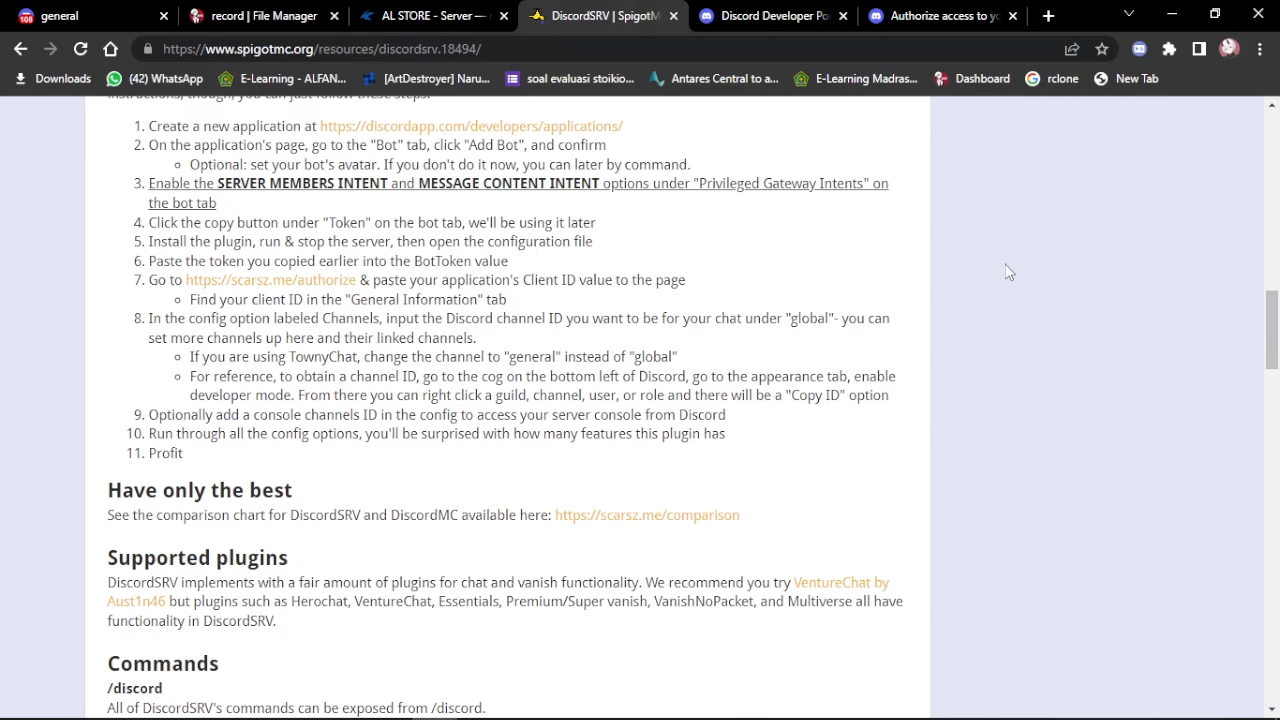 general
record | File Manager
AL STORE - Ser
DiscordSRV | SpigotM
Discord Developer Po
Authorize access to yo
https://www.spigotmc.org/resources/discordsrv.18494/
Downloads
(42) WhatsApp
E-Learning - ALFAN...
[ArtDestroyer] Naru...
soal evaluasi stoikio...
Antares Central to a...
E-Learning Madras...
Dashboard
rclone
New Tab
instructions, though, you can just follow these steps:
1. Create a new application at https://discordapp.com/developers/applications/
2. On the application's page, go to the "Bot" tab, click "Add Bot", and confirm
Optional: set your bot's avatar. If you don't do it now, you can later by command.
3. Enable the SERVER MEMBERS INTENT and MESSAGE CONTENT INTENT options under "Privileged Gateway Intents" on
the bot tab
4. Click the copy button under "Token" on the bot tab, we'll be using it later
5. Install the plugin, run & stop the server, then open the configuration file
6. Paste the token you copied earlier into the BotToken value
7. Go to https://scarsz.me/authorize & paste your application's Client ID value to the page
Find your client ID in the "General Information" tab
8. In the config option labeled Channels, input the Discord channel ID you want to be for your chat under "global"- you can
set more channels up here and their linked channels.
If you are using TownyChat, change the channel to "general" instead of "global"
For reference, to obtain a channel ID, go to the cog on the bottom left of Discord, go to the appearance tab, enable
developer mode. From there you can right click a guild, channel, user, or role and there will be a "Copy ID" option
9. Optionally add a console channels ID in the config to access your server console from Discord
10. Run through all the config options, you'll be surprised with how many features this plugin has
11. Profit
Have only the best
See the comparison chart for DiscordSRV and DiscordMC available here: https://scarsz.me/comparison
Supported plugins
DiscordSRV implements with a fair amount of plugins for chat and vanish functionality. We recommend you try VentureChat by
Aust1n46 but plugins such as Herochat, VentureChat, Essentials, Premium/Super vanish, VanishNoPacket, and Multiverse all have
functionality in DiscordSRV.
Commands
/discord
All of DiscordSRV's commands can be exposed from /discord.